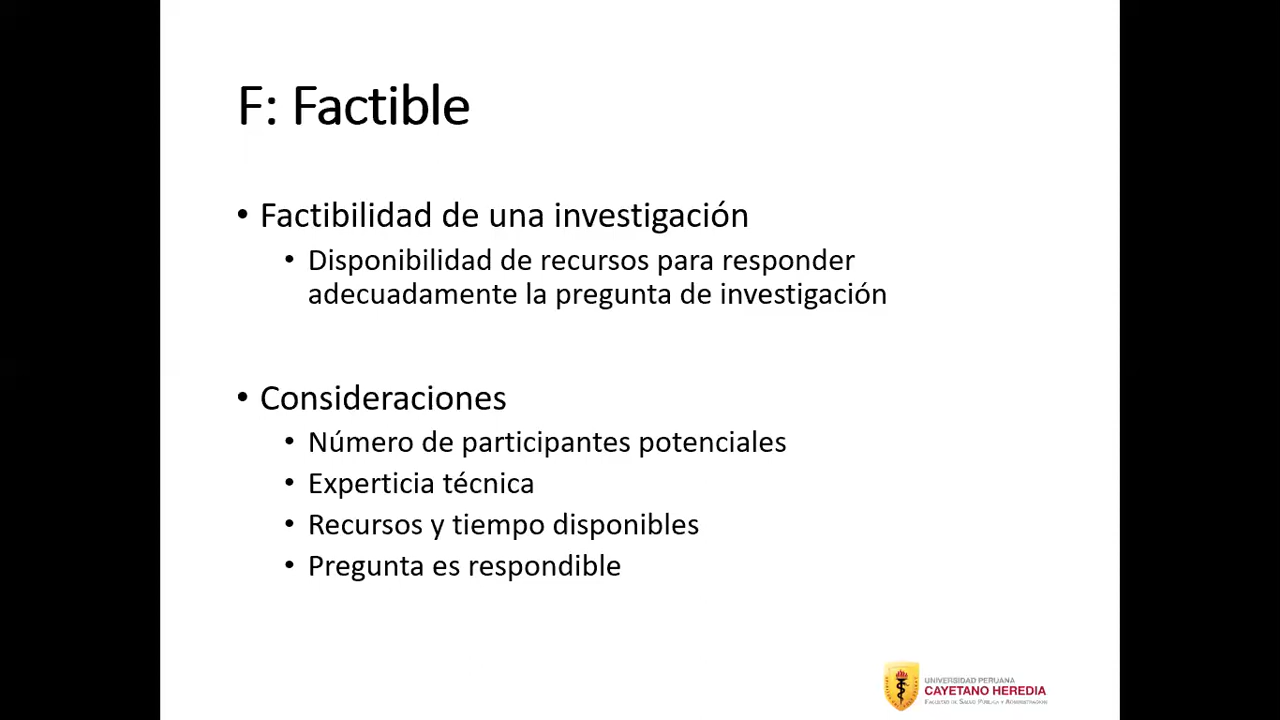 F: Factible
• Factibilidad de una investigación
• Disponibilidad de recursos para responder
adecuadamente la pregunta de investigación
• Consideraciones
• Número de participantes potenciales
• Experticia técnica
• Recursos y tiempo disponibles
• Pregunta es respondible
UNIVERSIDAD PERUANA
CAYETANO HEREDIA
FACULTAD DE SALUD PÚBLICA Y ADMINISTRACIÓN